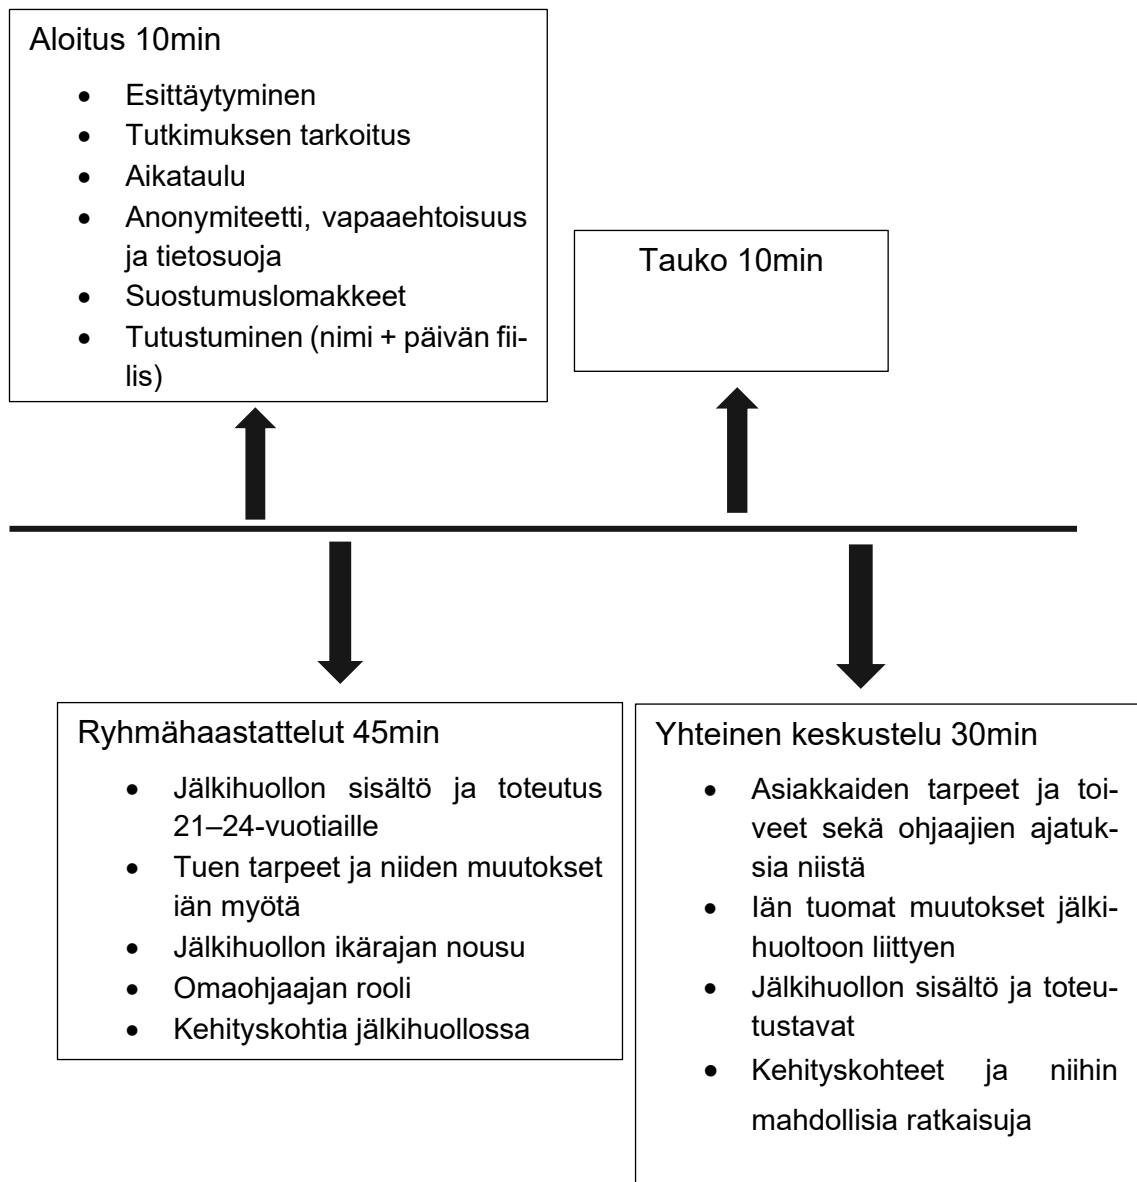 Aloitus 10min
• Esittäytyminen
• Tutkimuksen tarkoitus
• Aikataulu
• Anonymiteetti, vapaaehtoisuus
ja tietosuoja
• Suostumuslomakkeet
• Tutustuminen (nimi + päivän fii-
lis)
Tauko 10min
Ryhmähaastattelut 45min
• Jälkihuollon sisältö ja toteutus
21–24-vuotiaille
• Tuen tarpeet ja niiden muutokset
iän myötä
• Jälkihuollon ikärajan nousu
• Omaohjaajan rooli
• Kehityskohtia jälkihuollossa
Yhteinen keskustelu 30min
• Asiakkaiden tarpeet ja toi-
veet sekä ohjaajien ajatuk-
sia niistä
• Iän tuomat muutokset jälki-
huoltoon liittyen
• Jälkihuollon sisältö ja toteu-
tustavat
• Kehityskohteet ja niihin
mahdollisia ratkaisuja